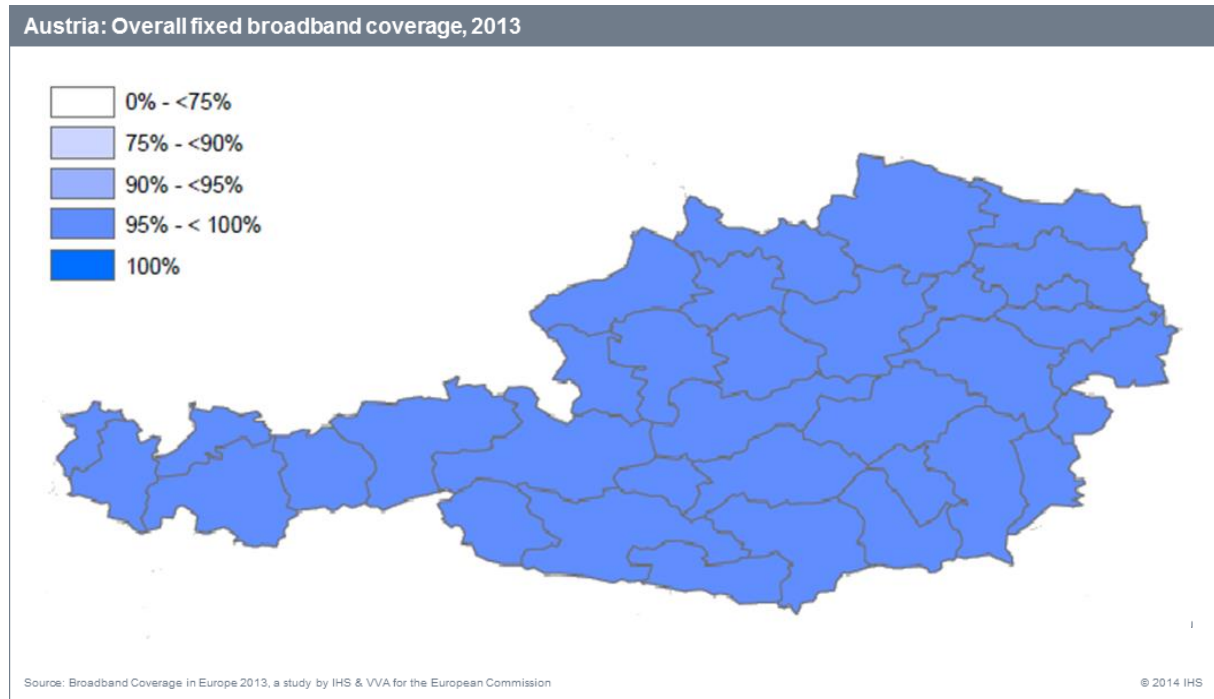 Austria: Overall fixed broadband coverage, 2013
0% - <75%
75% - <90%
90% - <95%
95% - < 100%
100%
Source: Broadband Coverage in Europe 2013, a study by IHS & VVA for the European Commission
© 2014 IHS